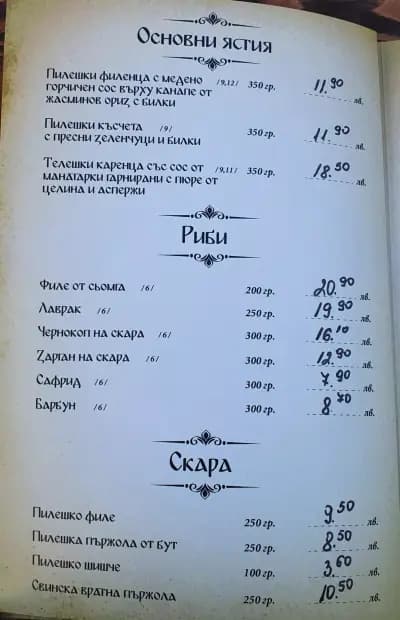 Основни ястия
Пилешки филенца с медено
горчичен сос върху канапе от /9,12/ 350 гр. 11.90 лв.
жасминов ориз с билки
Пилешки късчета /9/
с пресни зеленчуци и билки 350 гр. 11.90 лв.
Телешки каренца със сос от /9,11/ 350 гр. 18.50 лв.
манатарки гарнирани с пюре от
целина и аспержи
Риби
Филе от сьомга /6/ 200 гр. 20.90 лв.
Лаврак /6/ 250 гр. 19.90 лв.
Чернокоп на скара /6/ 300 гр. 16.10 лв.
Зарган на скара /6/ 300 гр. 12.90 лв.
Сафрид /6/ 300 гр. 7.90 лв.
Барбун /6/ 300 гр. 8.70 лв.
Скара
Пилешко филе 250 гр. 9.50 лв.
Пилешка пържола от бут 250 гр. 8.50 лв.
Пилешко шишче 100 гр. 3.60 лв.
Свинска вратна пържола 250 гр. 10.50 лв.